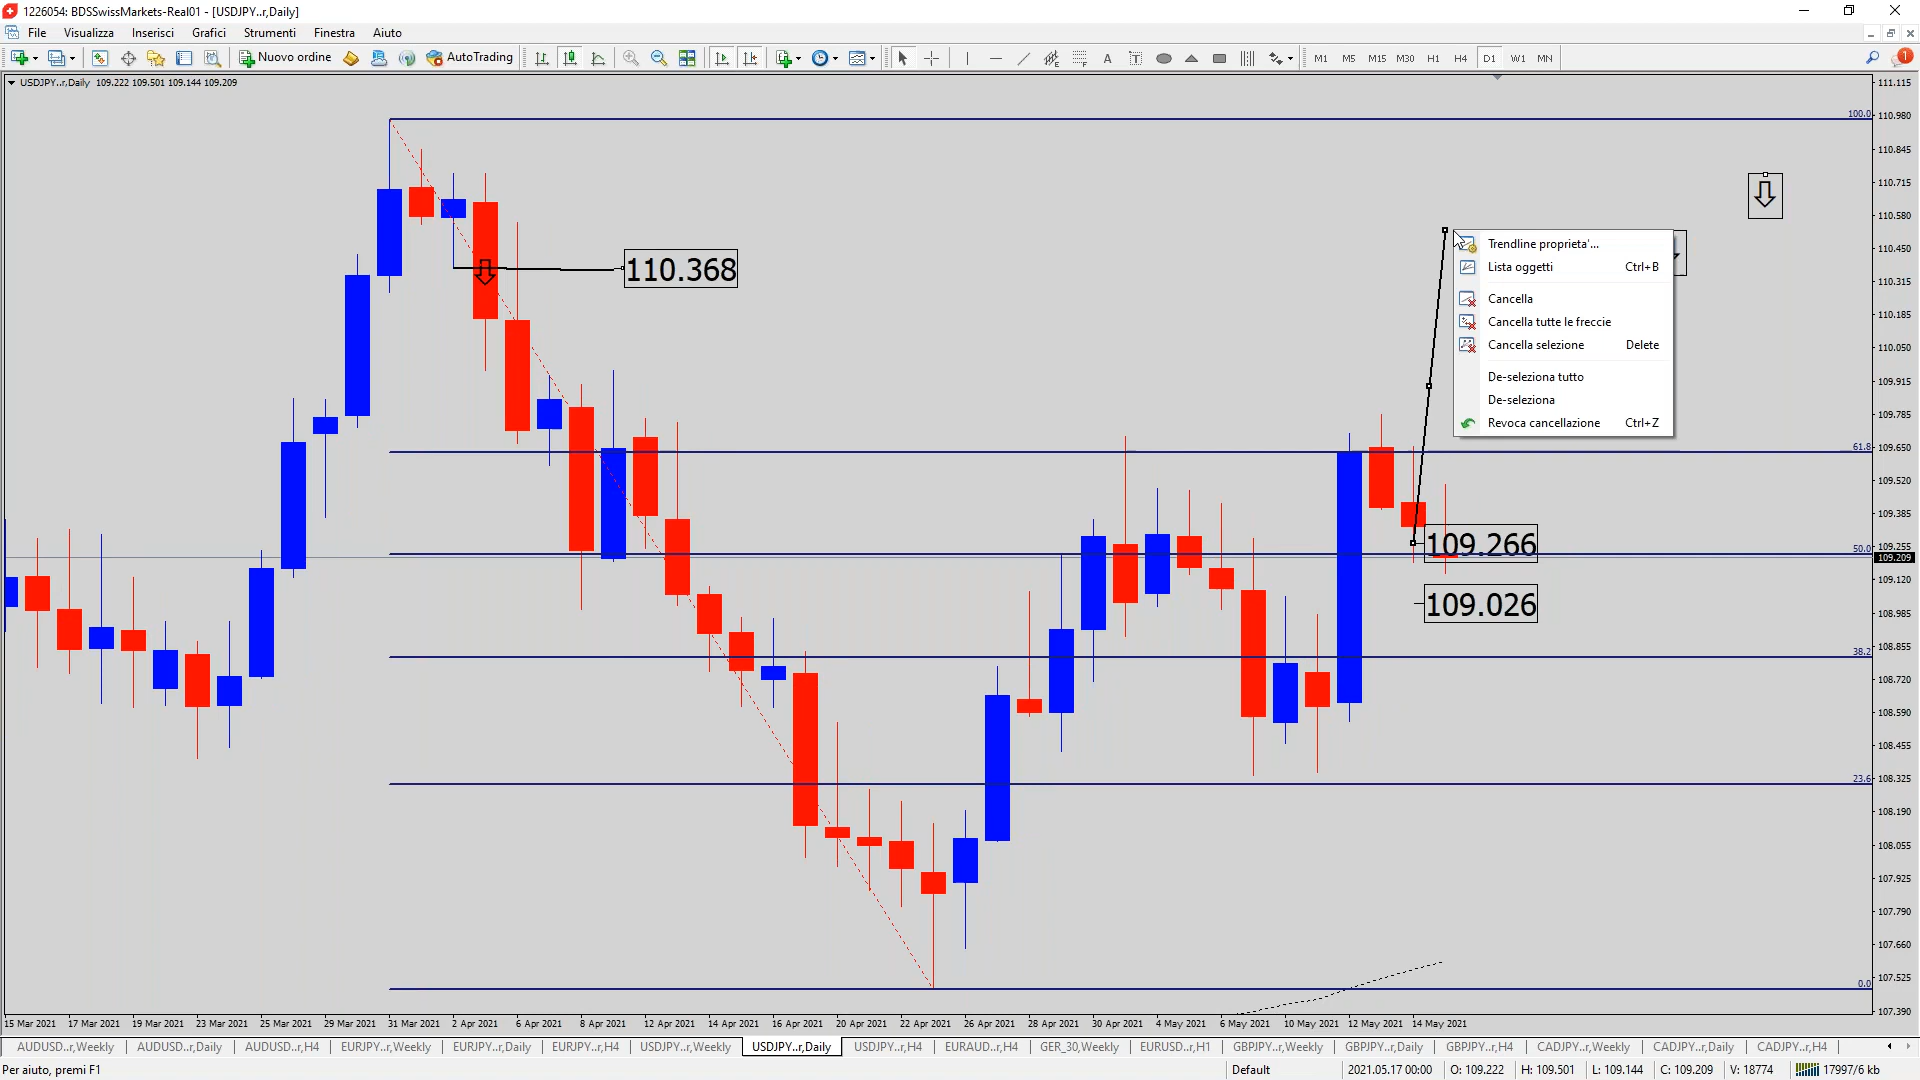 1226054: BDSSwissMarkets-Real01 - [USDJPY..r,Daily]
File Visualizza Inserisci Grafici Strumenti Finestra Aiuto
Nuovo ordine AutoTrading A T M1 M5 M15 M30 H1 H4 D1 W1 MN 1
USDJPY..r,Daily 109.222 109.501 109.144 109.209
111.115
100.0
110.980
110.845
110.715
110.580
110.450
110.315
110.185
110.050
109.915
109.785
109.650
109.520
109.385
109.255
109.209
109.120
108.985
108.855
108.720
108.590
108.455
108.325
108.190
108.055
107.925
107.790
107.660
107.525
107.390
61.8
50.0
38.2
23.6
0.0
110.368
Trendline proprieta'...
Lista oggetti Ctrl+B
Cancella
Cancella tutte le freccie
Cancella selezione Delete
De-seleziona tutto
De-seleziona
Revoca cancellazione Ctrl+Z
109.266
109.026
15 Mar 2021 17 Mar 2021 19 Mar 2021 23 Mar 2021 25 Mar 2021 29 Mar 2021 31 Mar 2021 2 Apr 2021 6 Apr 2021 8 Apr 2021 12 Apr 2021 14 Apr 2021 16 Apr 2021 20 Apr 2021 22 Apr 2021 26 Apr 2021 28 Apr 2021 30 Apr 2021 4 May 2021 6 May 2021 10 May 2021 12 May 2021 14 May 2021
AUDUSD..r,Weekly AUDUSD..r,Daily AUDUSD..r,H4 EURJPY..r,Weekly EURJPY..r,Daily EURJPY..r,H4 USDJPY..r,Weekly USDJPY..r,Daily USDJPY..r,H4 EURAUD..r,H4 GER_30,Weekly EURUSD..r,H1 GBPJPY..r,Weekly GBPJPY..r,Daily GBPJPY..r,H4 CADJPY..r,Weekly CADJPY..r,Daily CADJPY..r,H4
Per aiuto, premi F1 Default 2021.05.17 00:00 O: 109.222 H: 109.501 L: 109.144 C: 109.209 V: 18774 17997/6 kb